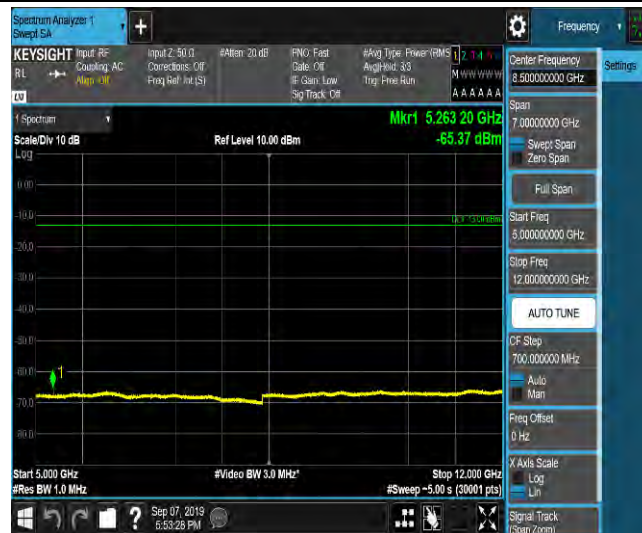 Spectrum Analyzer 1
Swept SA
+
Frequency
KEYSIGHT
RL
Input: RF
Coupling: AC
Align: Off
Input Z: 50 Ω
Corrections: Off
Freq Ref: Int (S)
#Atten: 20 dB
PNO: Fast
Gate: Off
IF Gain: Low
Sig Track: Off
#Avg Type: Power (RMS
Avg|Hold: 3/3
Trig: Free Run
M W W W W W
A A A A A A
1 Spectrum
Scale/Div 10 dB
Log
Ref Level 10.00 dBm
Mkr1 5.263 20 GHz
-65.37 dBm
0.00
-10.0
-20.0
-30.0
-40.0
-50.0
-60.0
-70.0
-80.0
1
Start 5.000 GHz
#Res BW 1.0 MHz
#Video BW 3.0 MHz*
Stop 12.000 GHz
#Sweep ~5.00 s (30001 pts)
Sep 07, 2019
5:53:28 PM
?
Center Frequency
8.500000000 GHz
Settings
Span
7.00000000 GHz
Swept Span
Zero Span
Full Span
Start Freq
5.000000000 GHz
Stop Freq
12.000000000 GHz
AUTO TUNE
CF Step
700.000000 MHz
Auto
Man
Freq Offset
0 Hz
X Axis Scale
Log
Lin
Signal Track
(Span Zoom)